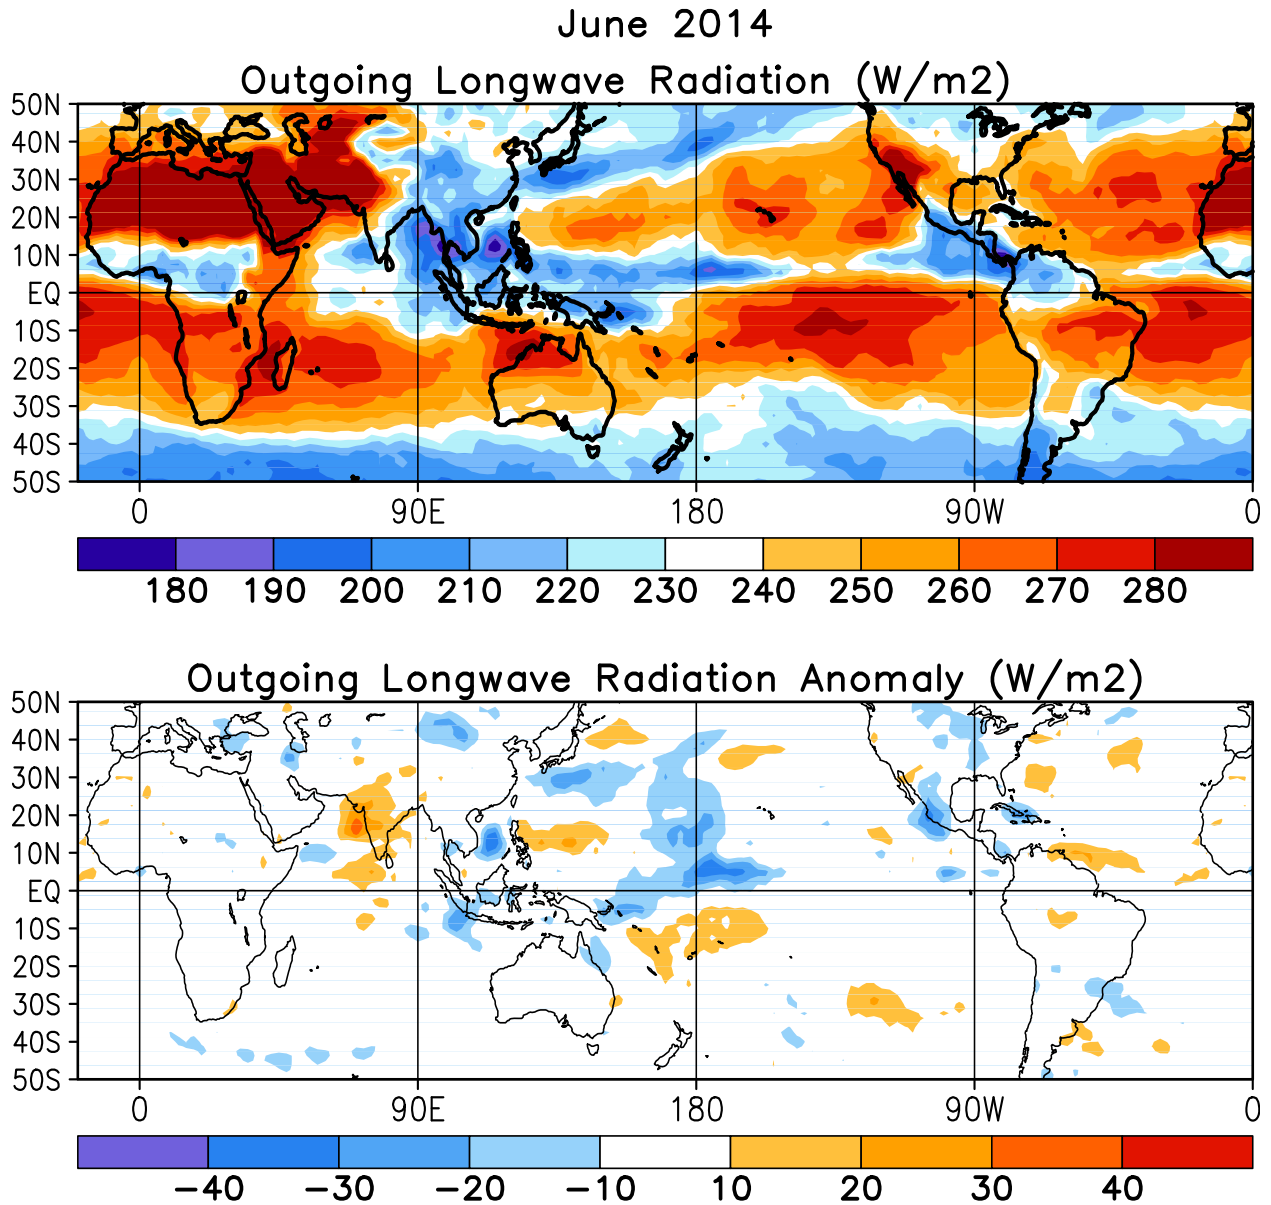 June 2014
Outgoing Longwave Radiation (W/m2)
50N
40N
30N
20N
10N
EQ
10S
20S
30S
40S
50S
0 90E 180 90W 0
180 190 200 210 220 230 240 250 260 270 280
Outgoing Longwave Radiation Anomaly (W/m2)
50N
40N
30N
20N
10N
EQ
10S
20S
30S
40S
50S
0 90E 180 90W 0
−40 −30 −20 −10 10 20 30 40